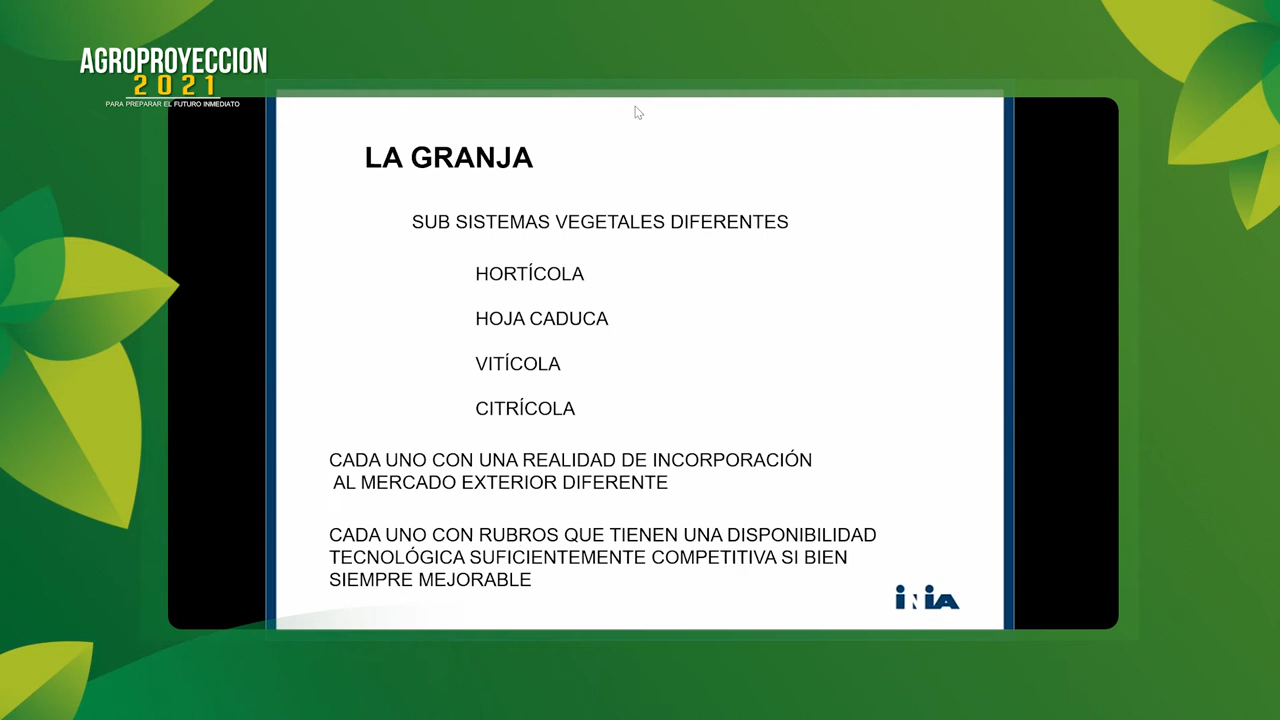 AGROPROYECCION
2021
PARA PREPARAR EL FUTURO INMEDIATO
LA GRANJA
SUB SISTEMAS VEGETALES DIFERENTES
HORTÍCOLA
HOJA CADUCA
VITÍCOLA
CITRÍCOLA
CADA UNO CON UNA REALIDAD DE INCORPORACIÓN
AL MERCADO EXTERIOR DIFERENTE
CADA UNO CON RUBROS QUE TIENEN UNA DISPONIBILIDAD
TECNOLÓGICA SUFICIENTEMENTE COMPETITIVA SI BIEN
SIEMPRE MEJORABLE
iNiA